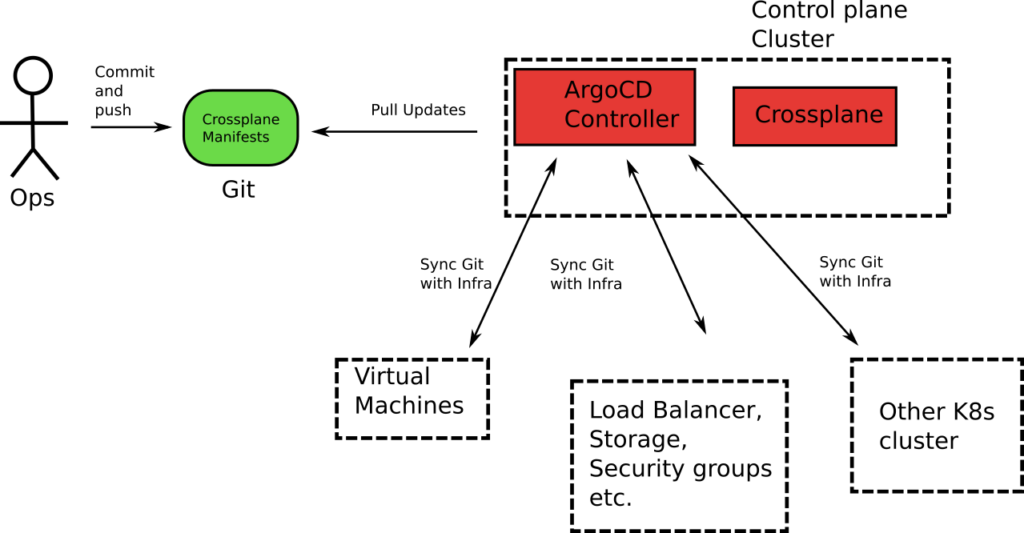 Control plane
Cluster
Commit
and
push
Crossplane
Manifests
Git
Ops
Pull Updates
ArgoCD
Controller
Crossplane
Sync Git
with Infra
Sync Git
with Infra
Sync Git
with Infra
Virtual
Machines
Load Balancer,
Storage,
Security groups
etc.
Other K8s
cluster